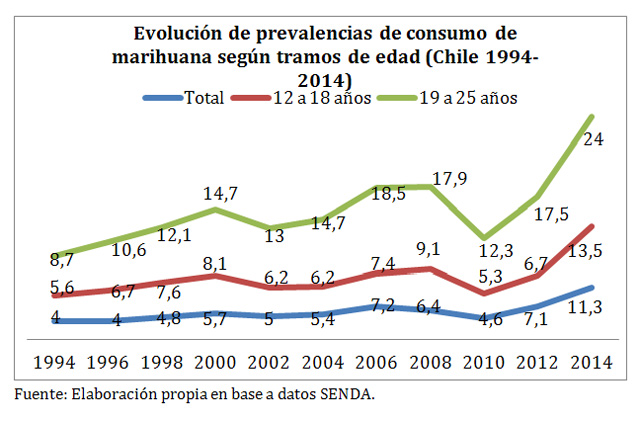 Evolución de prevalencias de consumo de
marihuana según tramos de edad (Chile 1994-
2014)
Total 12 a 18 años 19 a 25 años
8,7 10,6 12,1 14,7 13 14,7 18,5 17,9 12,3 17,5 24
5,6 6,7 7,6 8,1 6,2 6,2 7,4 9,1 5,3 6,7 13,5
4 4 4,8 5,7 5 5,4 7,2 6,4 4,6 7,1 11,3
1994 1996 1998 2000 2002 2004 2006 2008 2010 2012 2014
Fuente: Elaboración propia en base a datos SENDA.